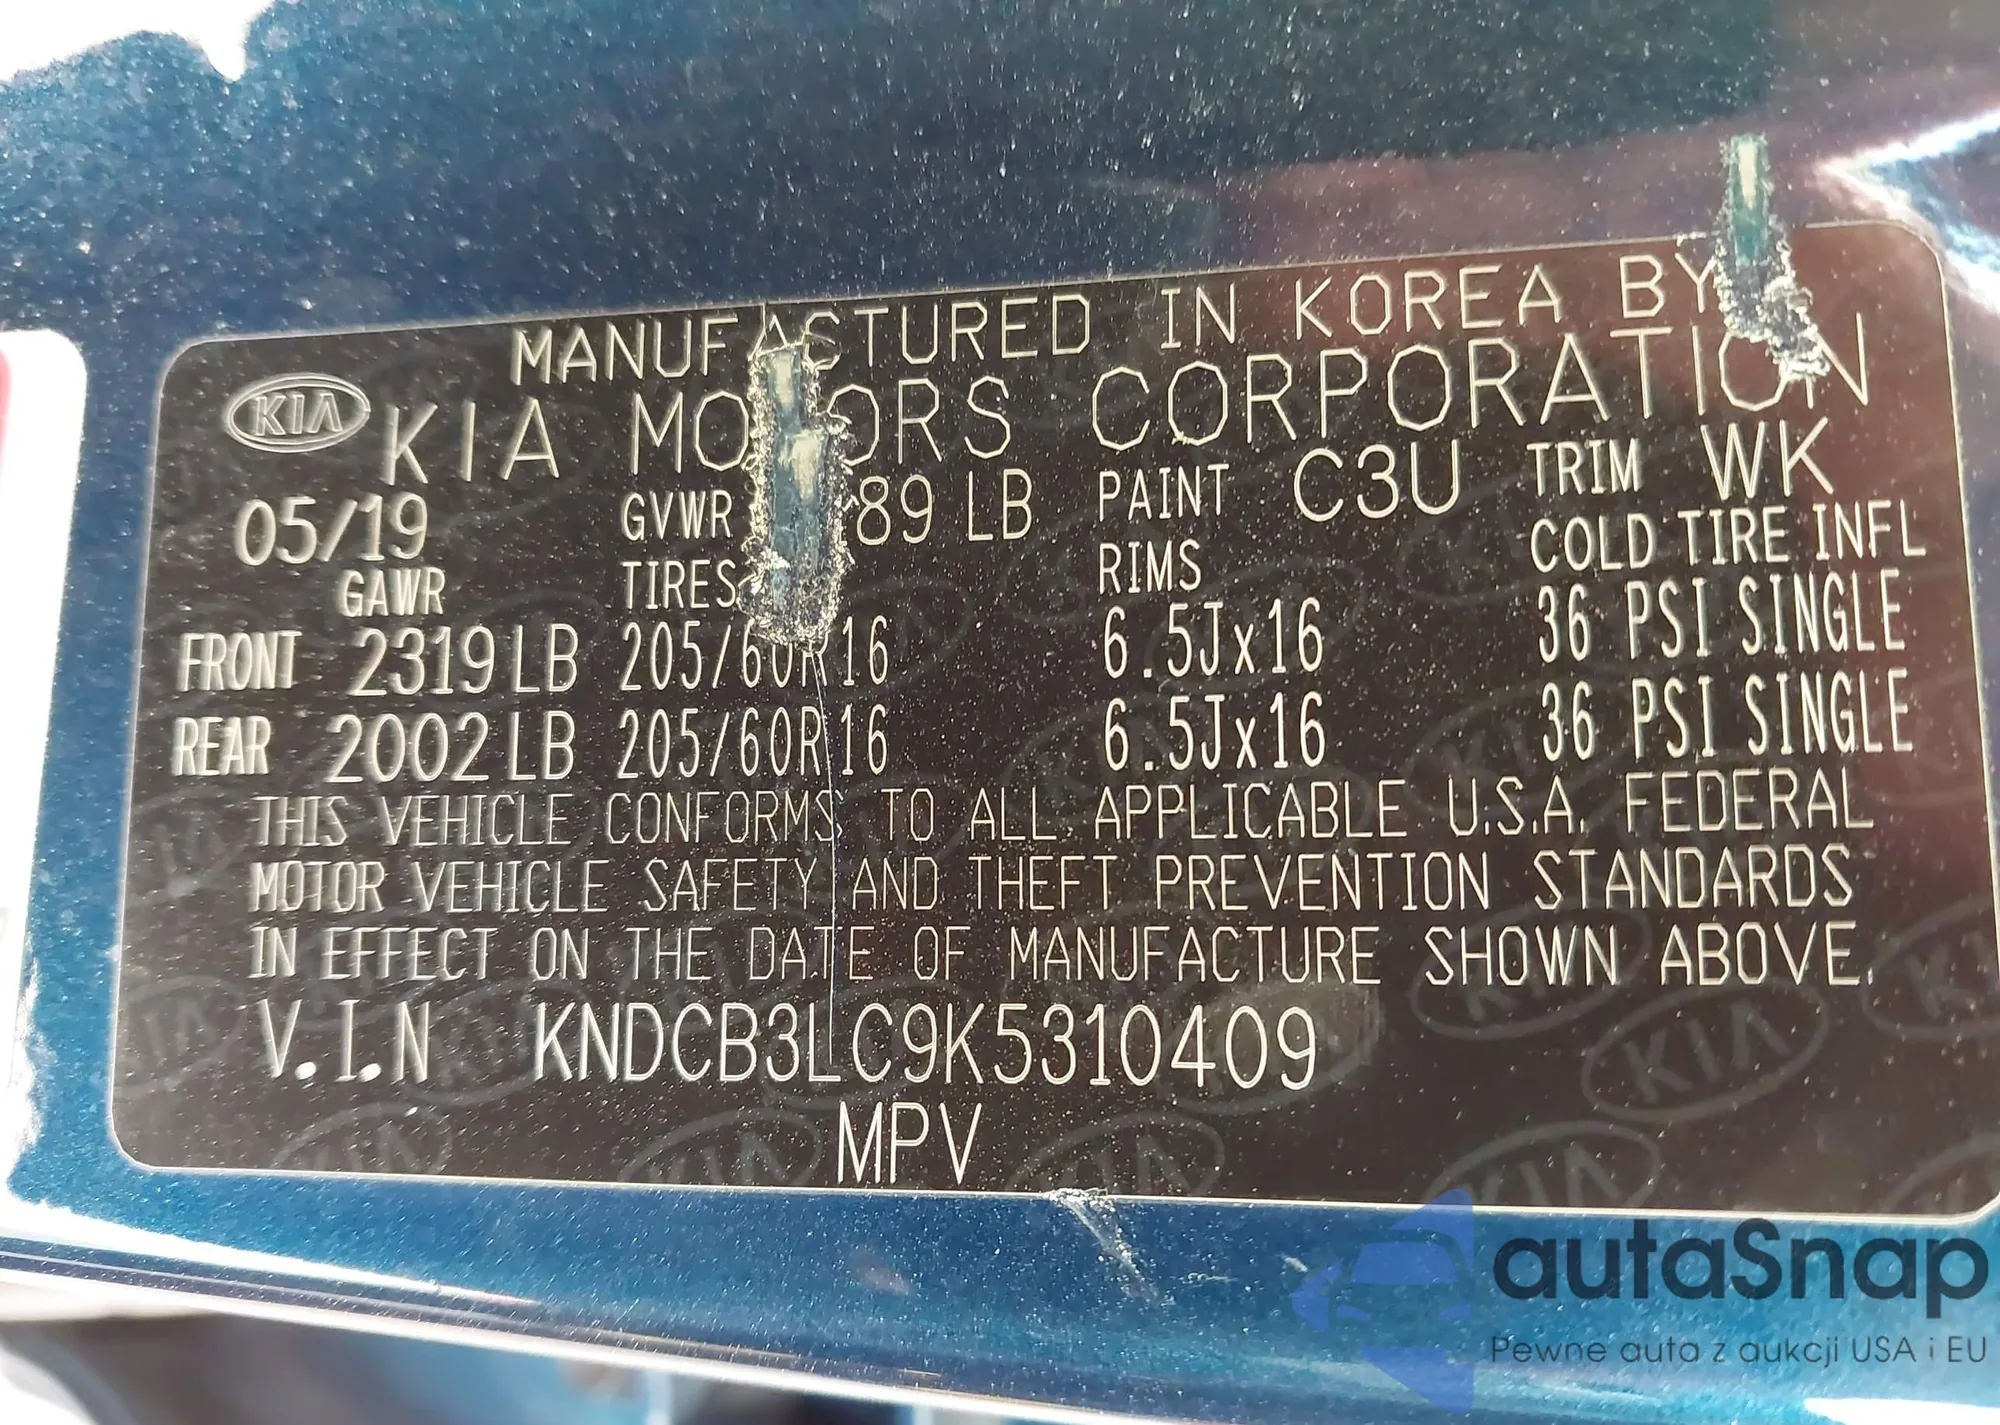 MANUFACTURED IN KOREA BY
KIA KIA MOTORS CORPORATION
05/19 GVWR 89 LB PAINT C3U TRIM WK
GAWR TIRES RIMS COLD TIRE INFL
FRONT 2319 LB 205/60R16 6.5Jx16 36 PSI SINGLE
REAR 2002 LB 205/60R16 6.5Jx16 36 PSI SINGLE
THIS VEHICLE CONFORMS TO ALL APPLICABLE U.S.A. FEDERAL
MOTOR VEHICLE SAFETY AND THEFT PREVENTION STANDARDS
IN EFFECT ON THE DATE OF MANUFACTURE SHOWN ABOVE.
V.I.N KNDCB3LC9K5310409
MPV
autaSnap
Pewne auta z aukcji USA i EU